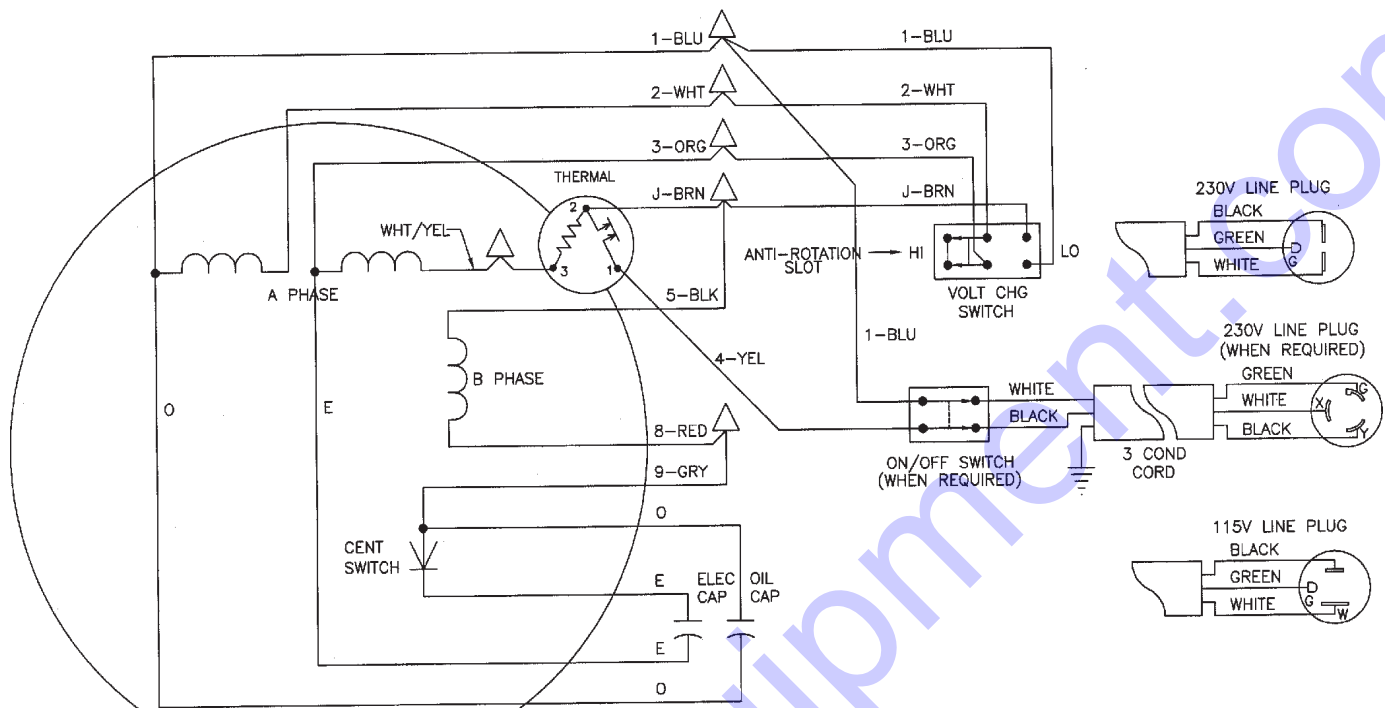 1-BLU
1-BLU
2-WHT
2-WHT
3-ORG
3-ORG
THERMAL
J-BRN
J-BRN
230V LINE PLUG
BLACK
GREEN
WHITE
G
WHT/YEL
2
3
1
ANTI-ROTATION
SLOT
HI
LO
VOLT CHG
SWITCH
A PHASE
5-BLK
1-BLU
4-YEL
B PHASE
230V LINE PLUG
(WHEN REQUIRED)
GREEN
WHITE
BLACK
G
X
Y
O
E
WHITE
BLACK
8-RED
9-GRY
ON/OFF SWITCH
(WHEN REQUIRED)
3 COND
CORD
O
CENT
SWITCH
E
ELEC
CAP
OIL
CAP
E
O
115V LINE PLUG
BLACK
GREEN
WHITE
G
W
uipment.co